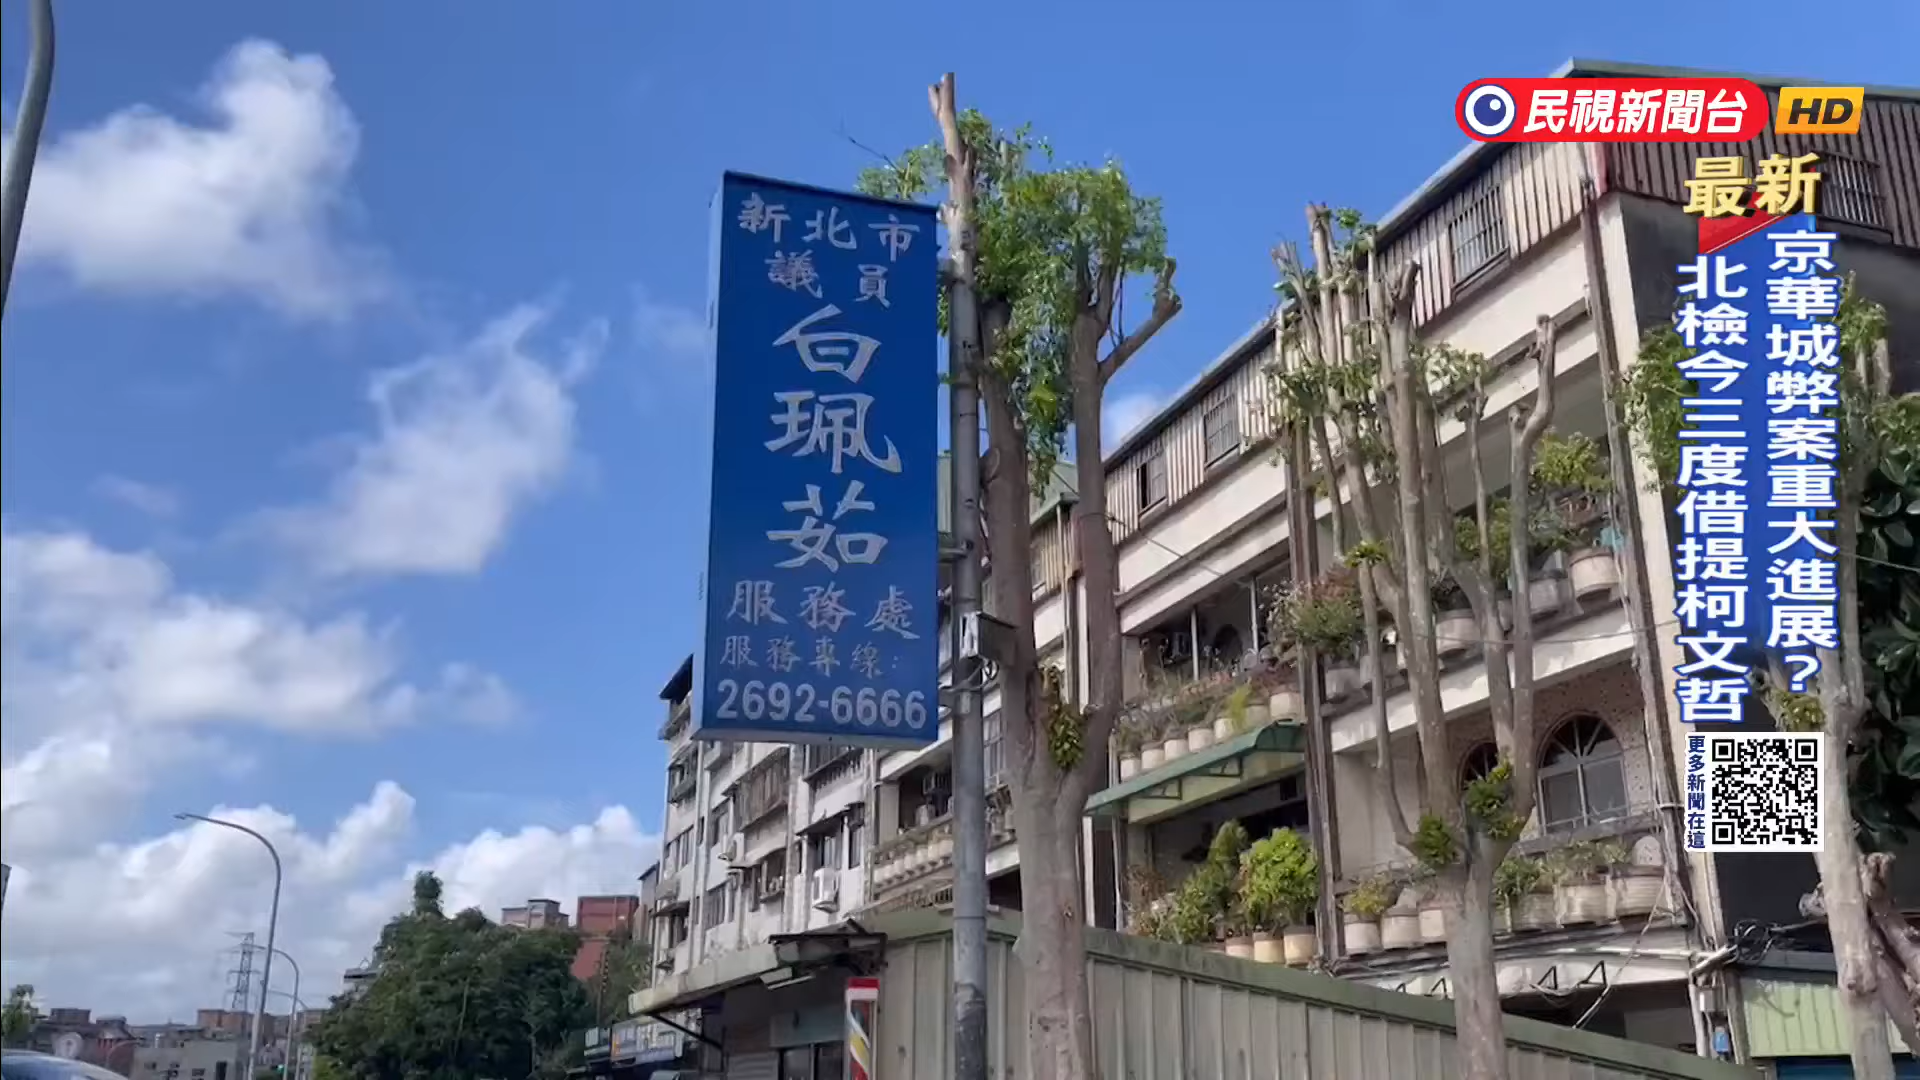 新北市
議員
白珮茹
服務處
服務專線:
2692-6666
民視新聞台 HD
最新
京華城弊案重大進展?
北檢今三度借提柯文哲
更多新聞在這